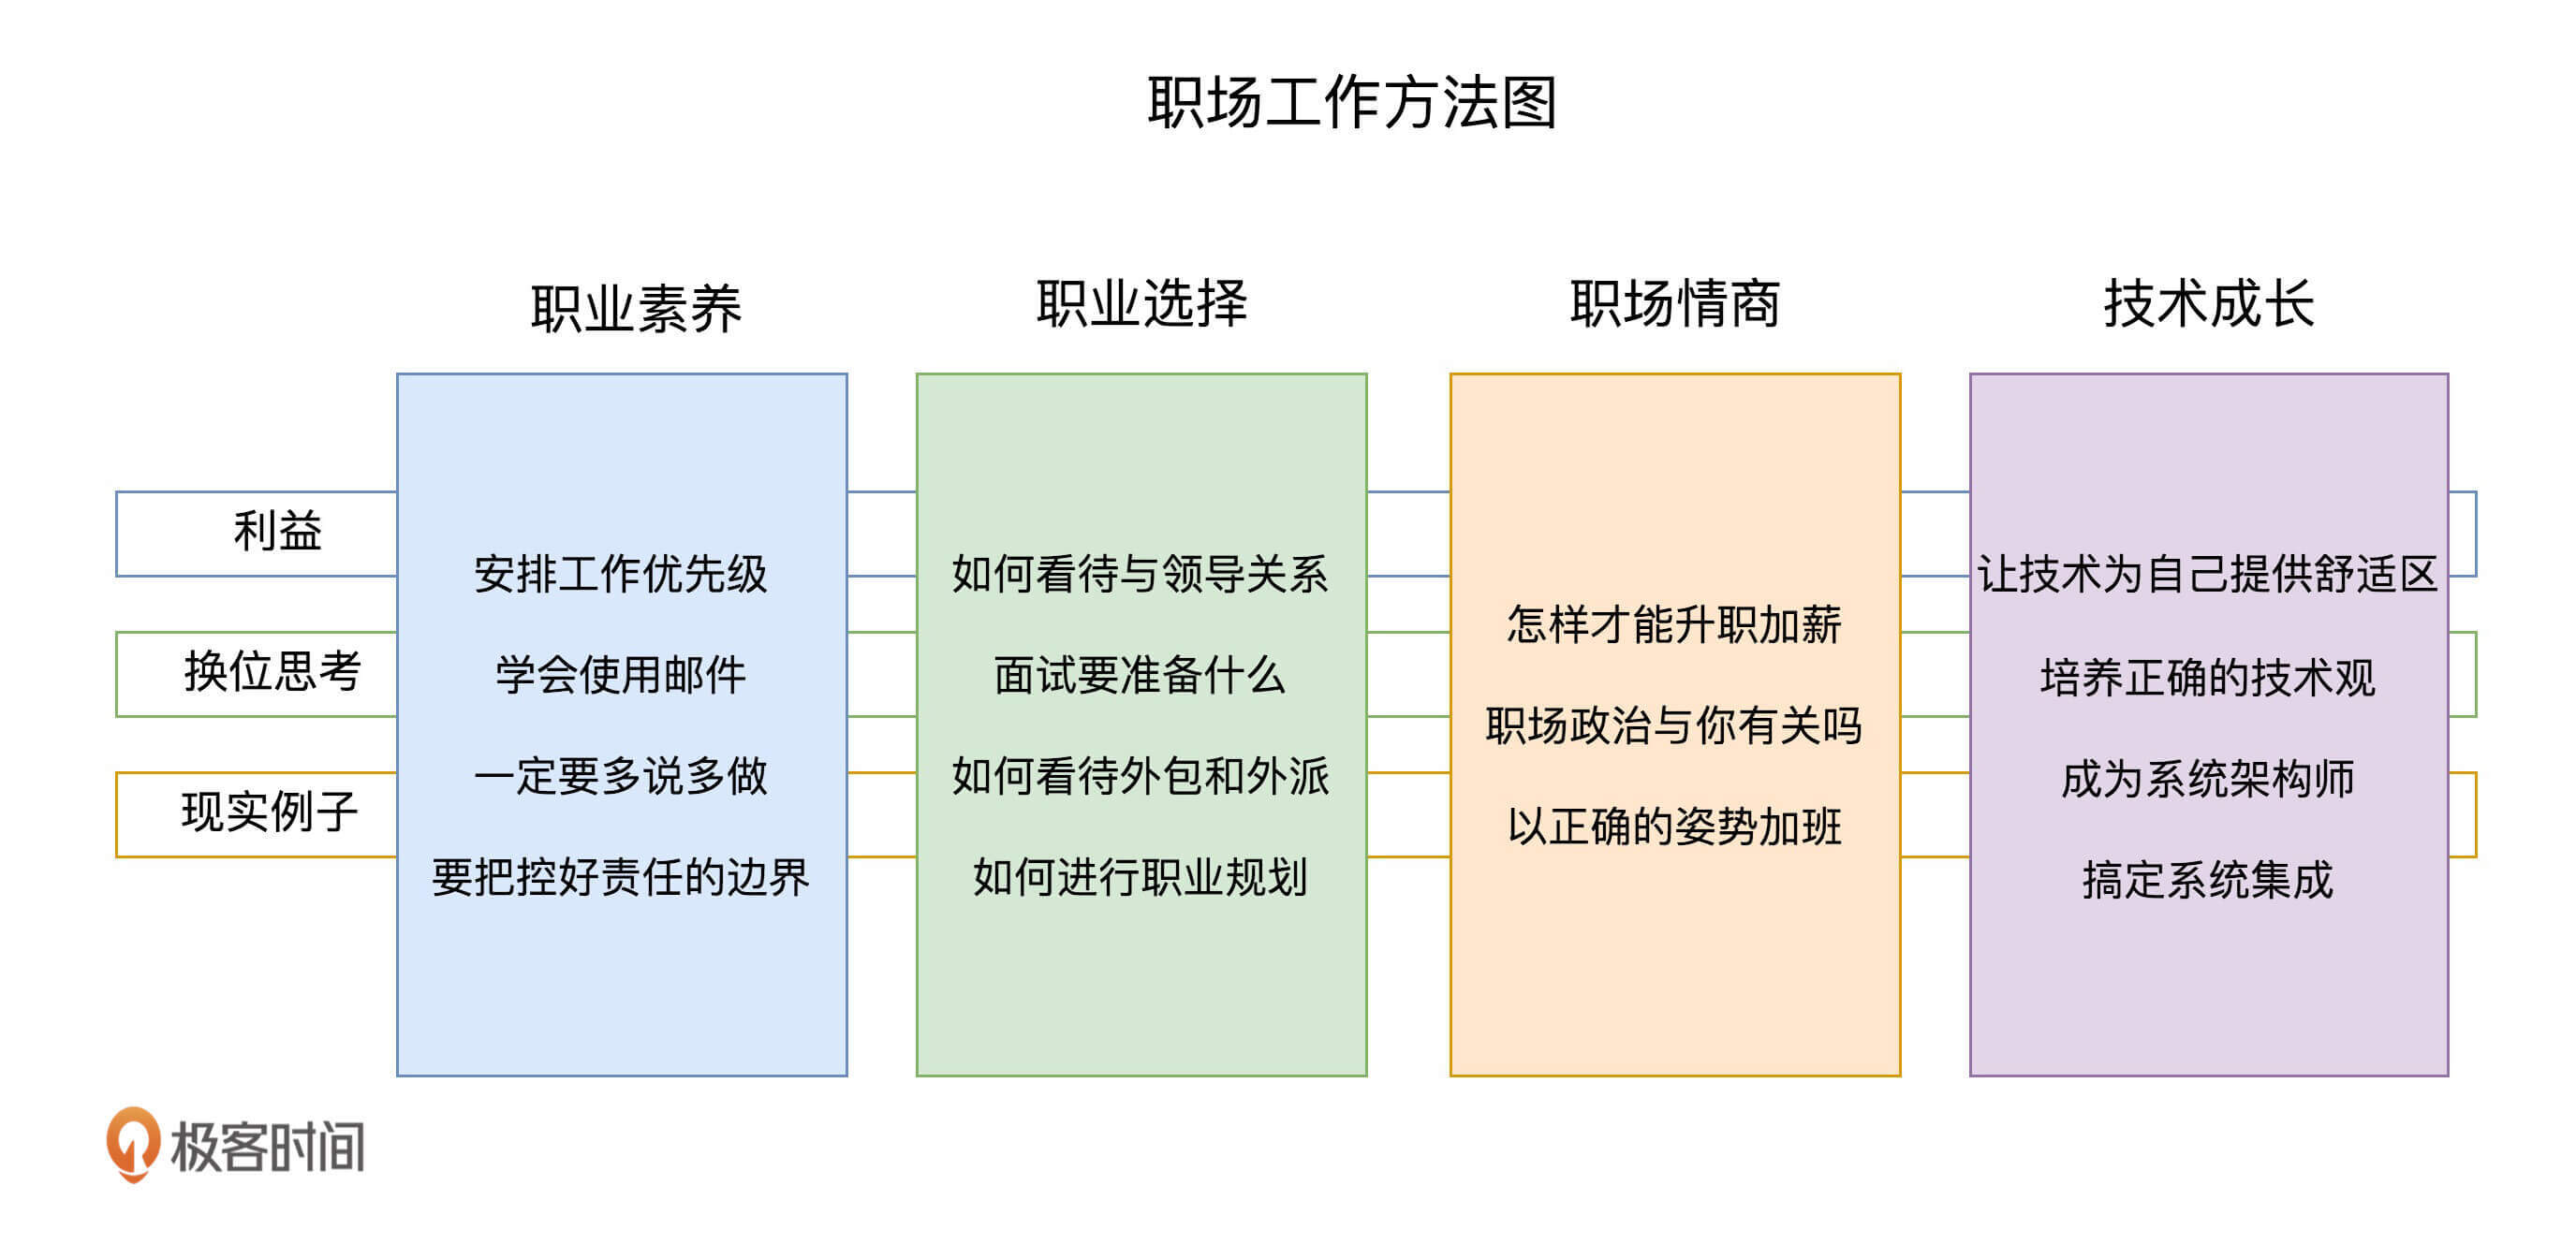 职场工作方法图
职业素养
职业选择
职场情商
技术成长
利益
换位思考
现实例子
安排工作优先级
学会使用邮件
一定要多说多做
要把控好责任的边界
如何看待与领导关系
面试要准备什么
如何看待外包和外派
如何进行职业规划
怎样才能升职加薪
职场政治与你有关吗
以正确的姿势加班
让技术为自己提供舒适区
培养正确的技术观
成为系统架构师
搞定系统集成
极客时间